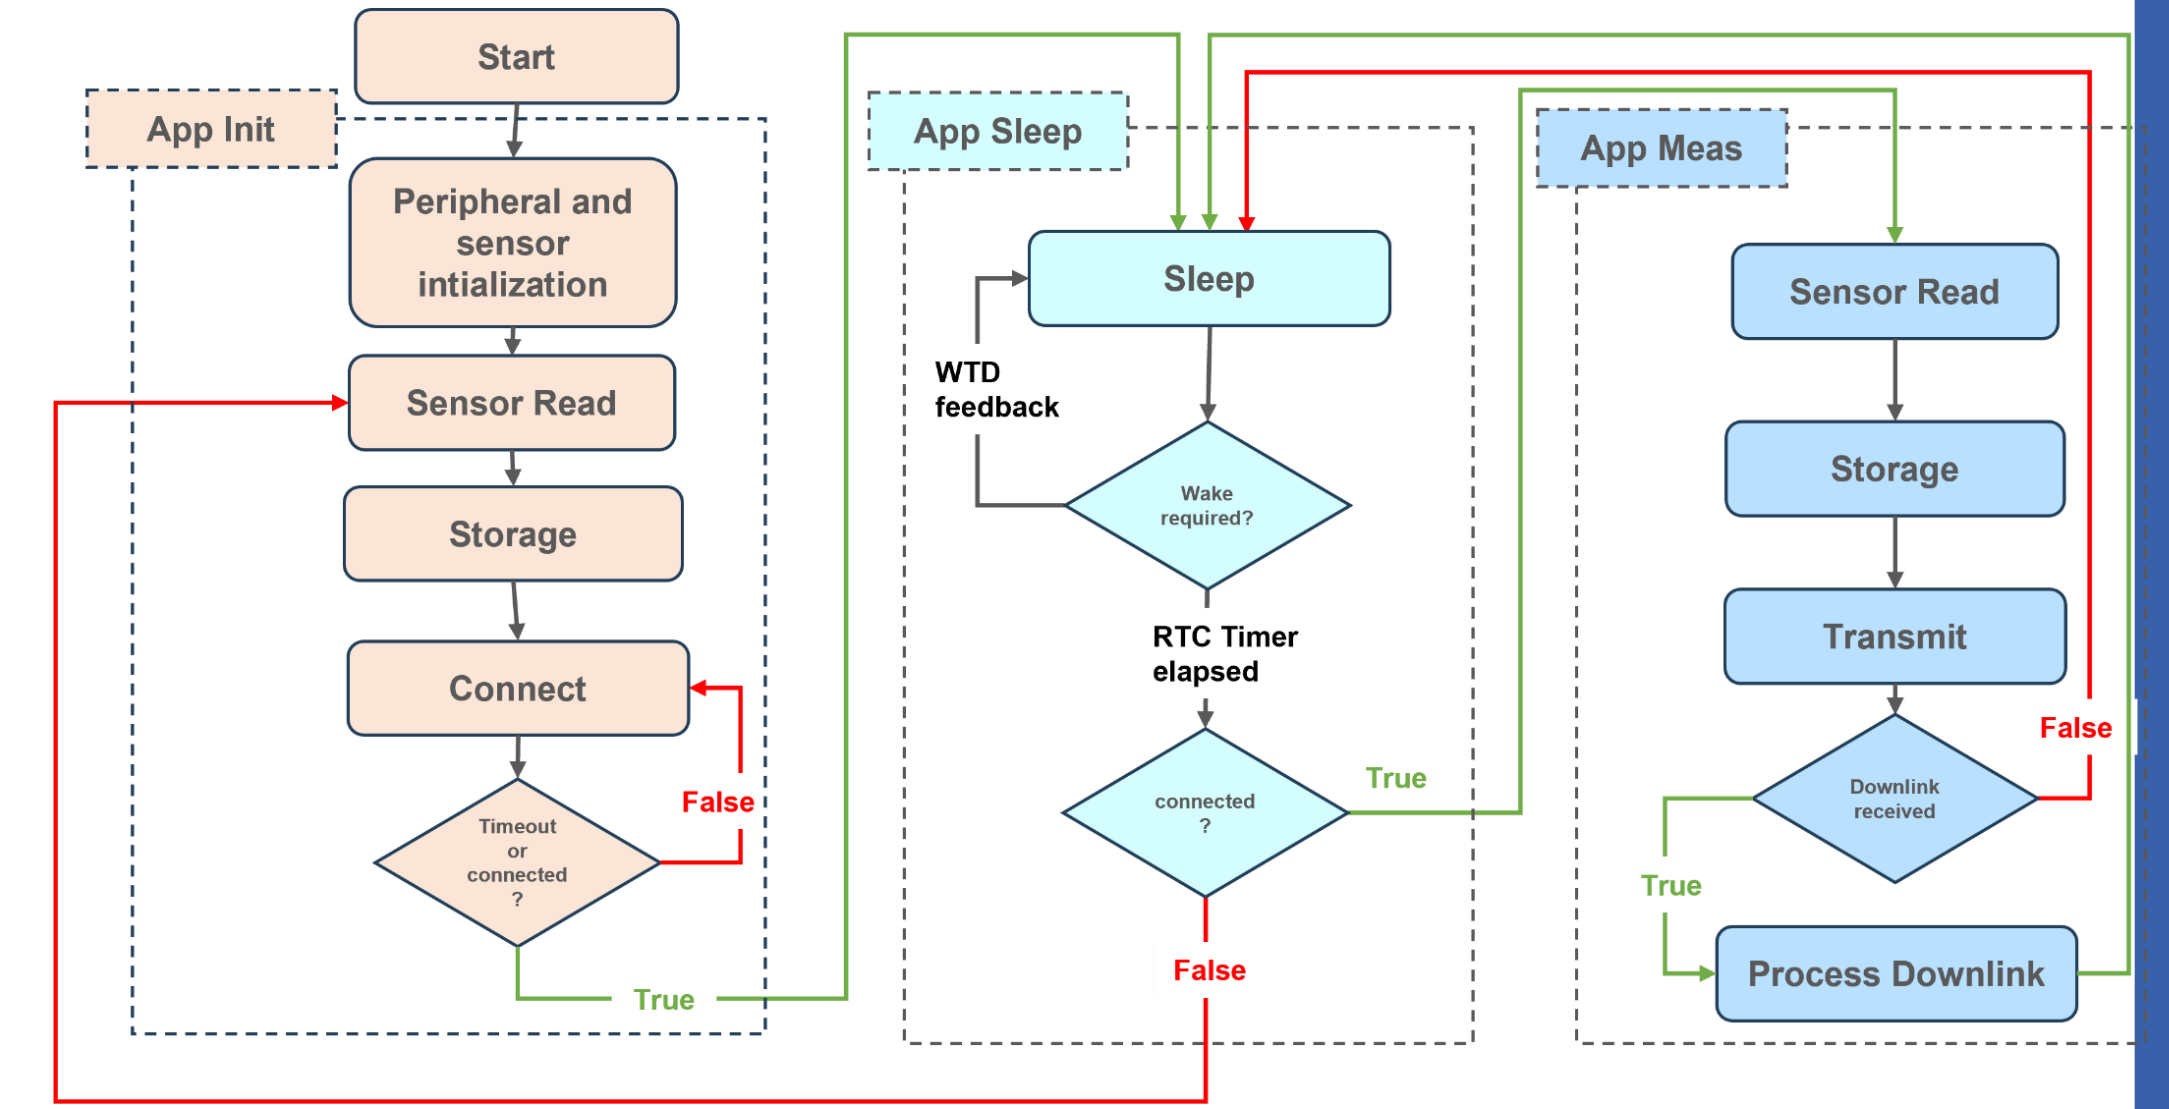 Start
App Init
Peripheral and
sensor
intialization
Sensor Read
Storage
Connect
False
Timeout
or
connected
?
True
App Sleep
Sleep
WTD
feedback
Wake
required?
RTC Timer
elapsed
connected
?
True
False
App Meas
Sensor Read
Storage
Transmit
False
Downlink
received
True
Process Downlink